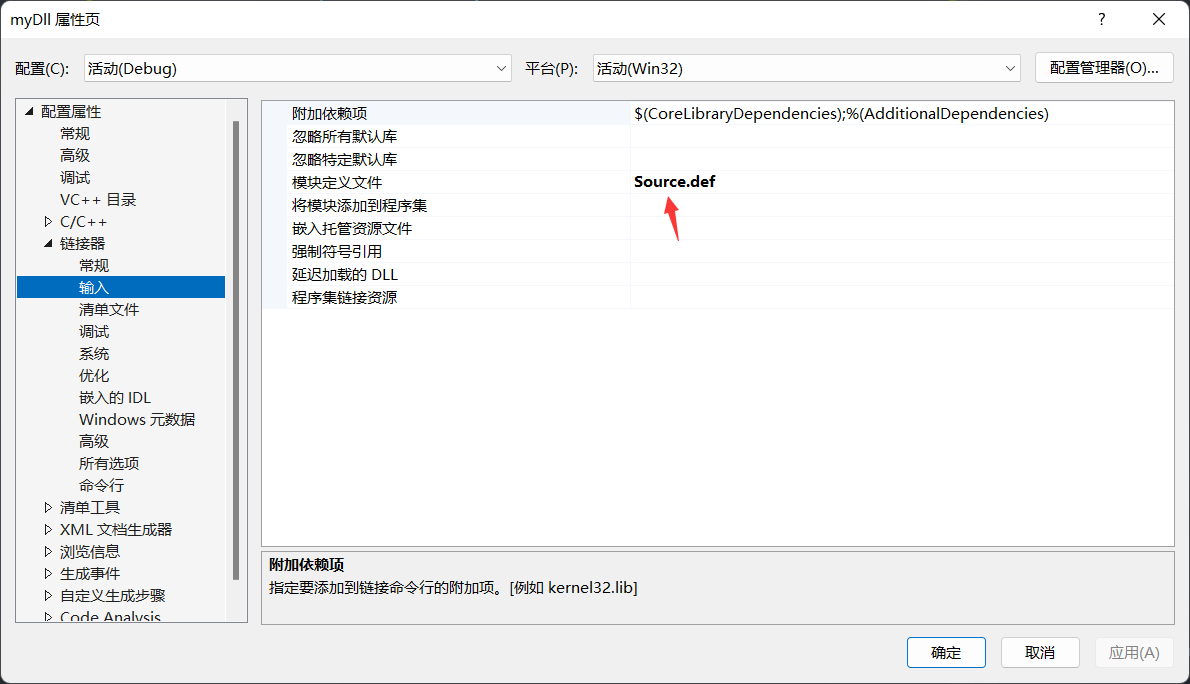 myDll 属性页
配置(C): 活动(Debug) 平台(P): 活动(Win32) 配置管理器(O)...
配置属性
常规
高级
调试
VC++ 目录
C/C++
链接器
常规
输入
清单文件
调试
系统
优化
嵌入的 IDL
Windows 元数据
高级
所有选项
命令行
清单工具
XML 文档生成器
浏览信息
生成事件
自定义生成步骤
Code Analysis
附加依赖项 $(CoreLibraryDependencies);%(AdditionalDependencies)
忽略所有默认库
忽略特定默认库
模块定义文件 Source.def
将模块添加到程序集
嵌入托管资源文件
强制符号引用
延迟加载的 DLL
程序集链接资源
附加依赖项
指定要添加到链接命令行的附加项。[例如 kernel32.lib]
确定 取消 应用(A)